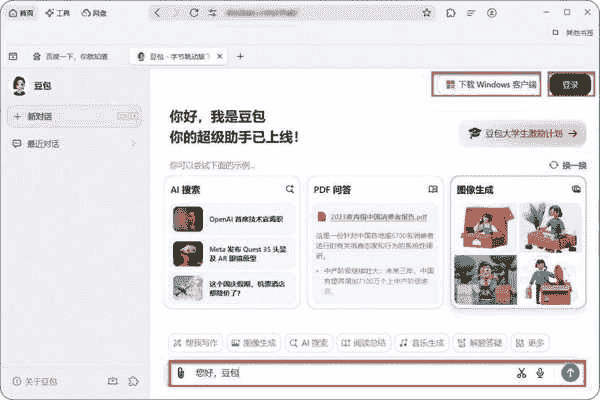 首页 工具 网盘
其他书签
百度一下，你就知道
豆包 - 字节跳动旗下
豆包
下载 Windows 客户端
登录
新对话
最近对话
你好，我是豆包
你的超级助手已上线！
豆包大学生激励计划
你可以尝试下面的示例...
换一换
AI 搜索
OpenAI 首席技术官离职
Meta 发布 Quest 3S 头显
及 AR 眼镜原型
这个国庆假期，机票酒店
都降价了？
PDF 问答
2023麦肯锡中国消费者报告.pdf
图像生成
帮我写作 图像生成 AI 搜索 阅读总结 音乐生成 解题答疑 更多
您好，豆包
关于豆包